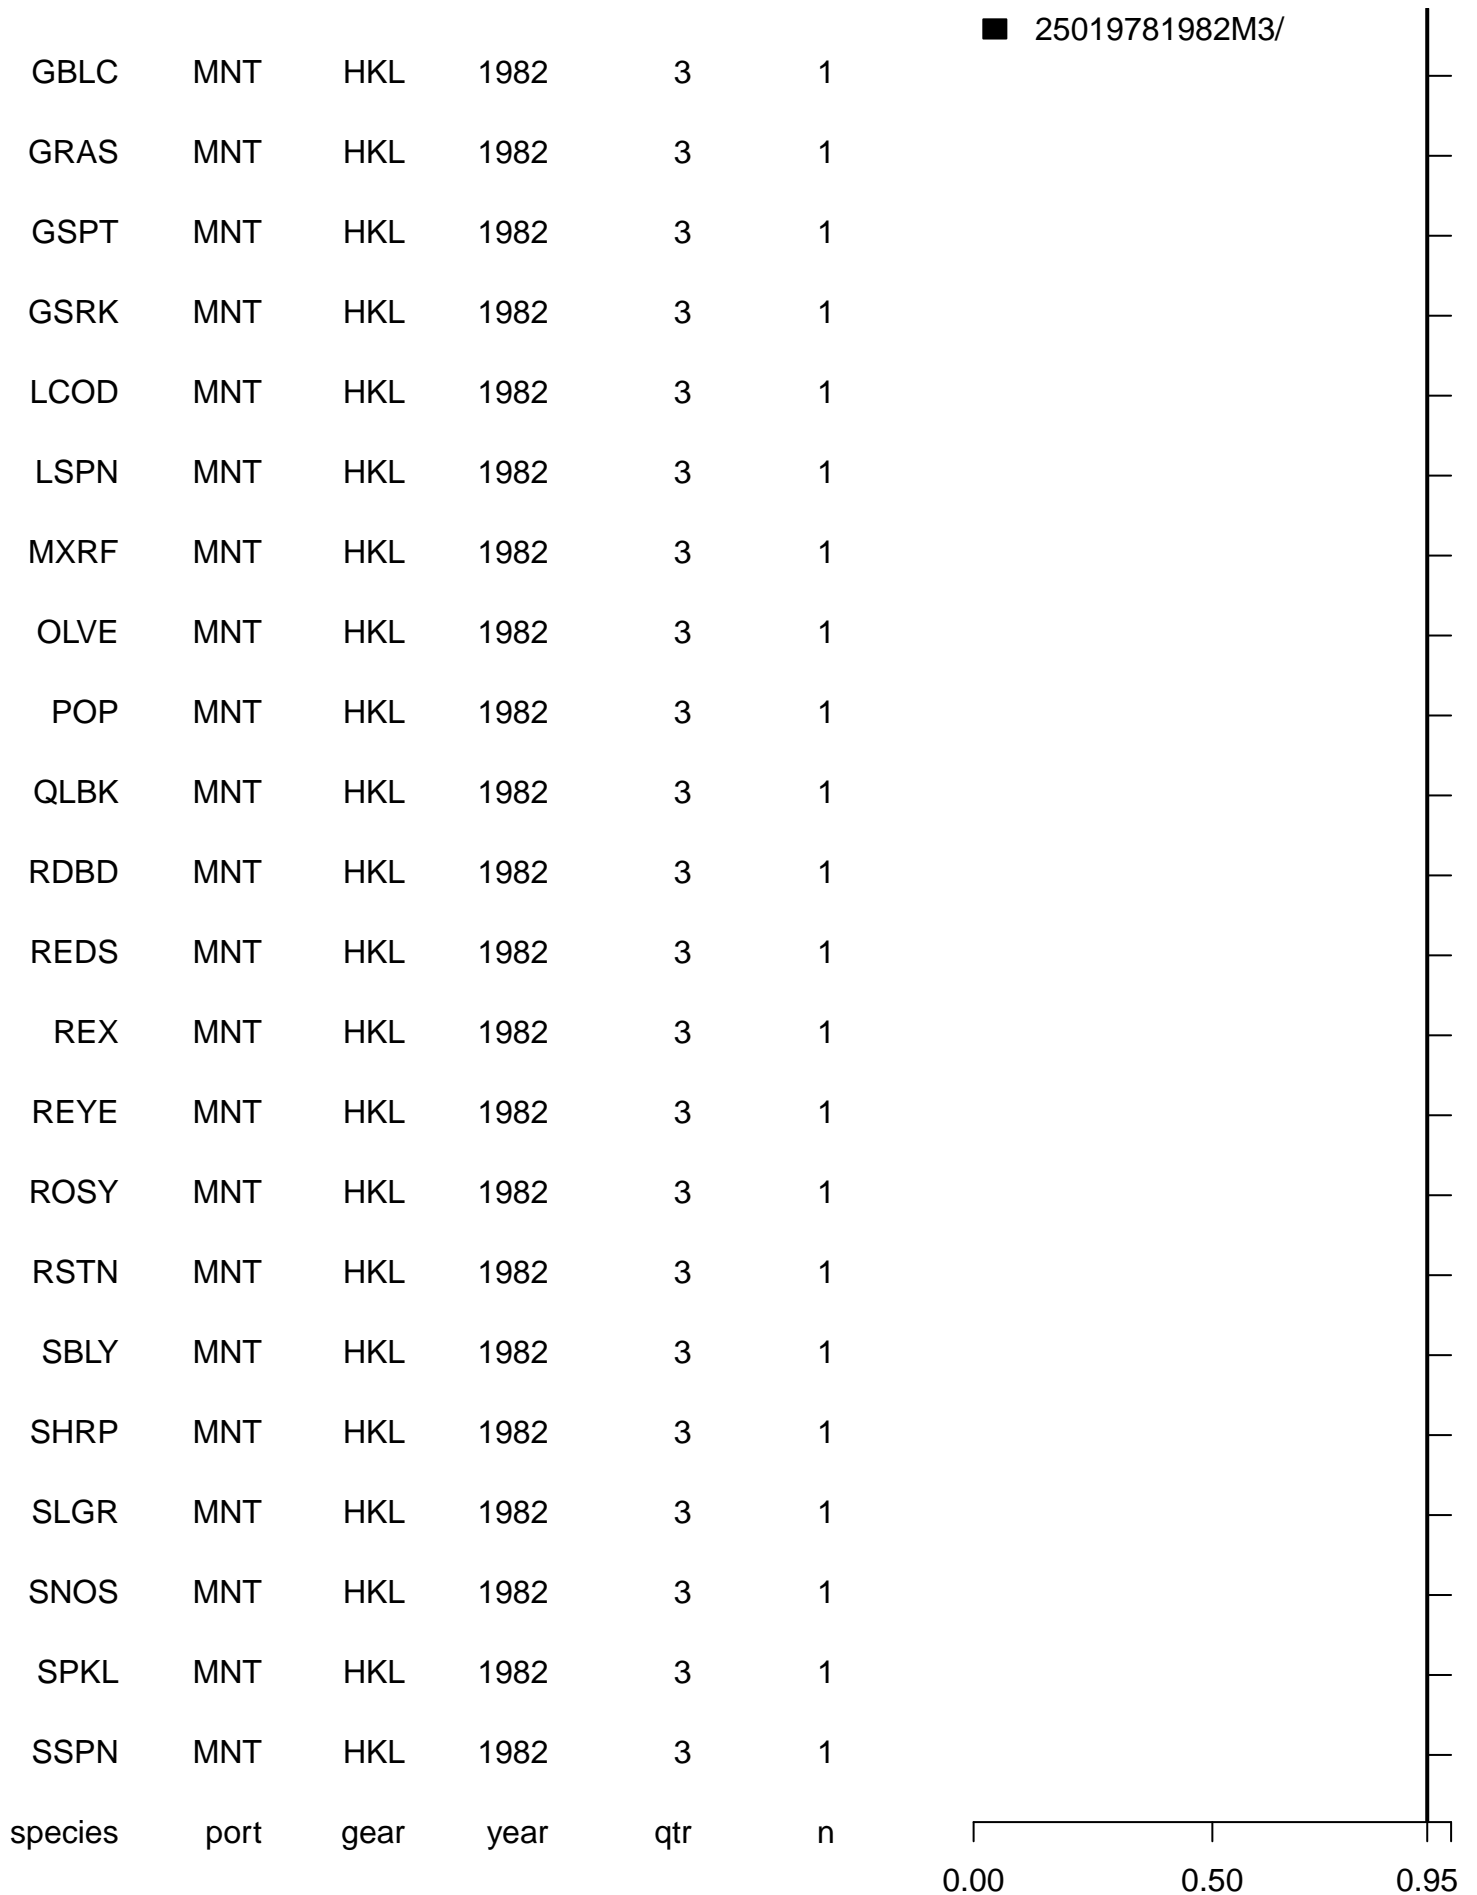 25019781982M3/
GBLC MNT HKL 1982 3 1
GRAS MNT HKL 1982 3 1
GSPT MNT HKL 1982 3 1
GSRK MNT HKL 1982 3 1
LCOD MNT HKL 1982 3 1
LSPN MNT HKL 1982 3 1
MXRF MNT HKL 1982 3 1
OLVE MNT HKL 1982 3 1
POP MNT HKL 1982 3 1
QLBK MNT HKL 1982 3 1
RDBD MNT HKL 1982 3 1
REDS MNT HKL 1982 3 1
REX MNT HKL 1982 3 1
REYE MNT HKL 1982 3 1
ROSY MNT HKL 1982 3 1
RSTN MNT HKL 1982 3 1
SBLY MNT HKL 1982 3 1
SHRP MNT HKL 1982 3 1
SLGR MNT HKL 1982 3 1
SNOS MNT HKL 1982 3 1
SPKL MNT HKL 1982 3 1
SSPN MNT HKL 1982 3 1
species port gear year qtr n
0.00 0.50 0.95